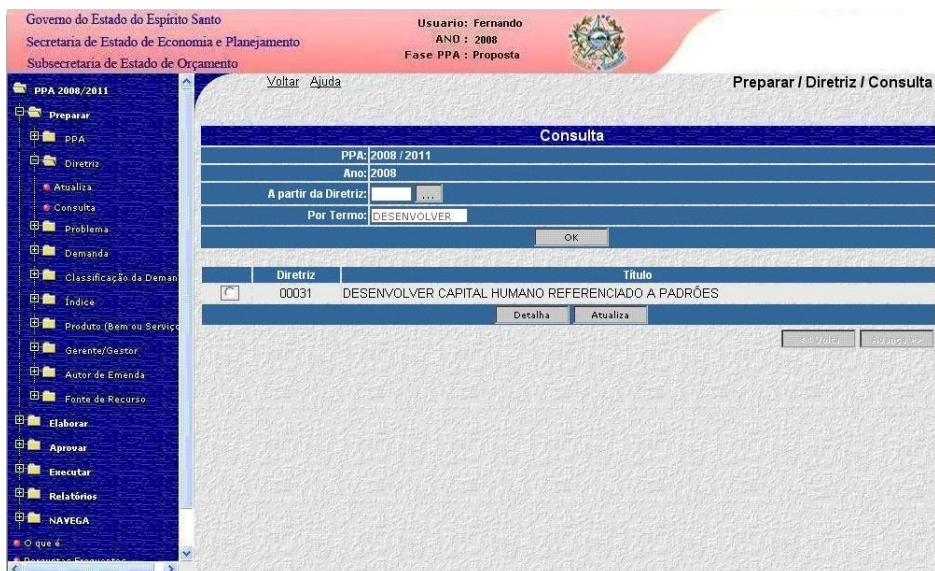 Governo do Estado do Espírito Santo
Secretaria de Estado de Economia e Planejamento
Subsecretaria de Estado de Orçamento
Usuario: Fernando
ANO : 2008
Fase PPA : Proposta
PPA 2008/2011
Preparar
PPA
Diretriz
Atualiza
Consulta
Problema
Demanda
Classificação da Deman
Índice
Produto (Bem ou Serviço
Gerente/Gestor
Autor de Emenda
Fonte de Recurso
Elaborar
Aprovar
Executar
Relatórios
NAVEGA
O que é
Perguntas Frequentes
Voltar Ajuda
Preparar / Diretriz / Consulta
Consulta
PPA: 2008 / 2011
Ano: 2008
A partir da Diretriz: ...
Por Termo: DESENVOLVER
OK
Diretriz Título
00031 DESENVOLVER CAPITAL HUMANO REFERENCIADO A PADRÕES
Detalha Atualiza
<< Volta Avança >>